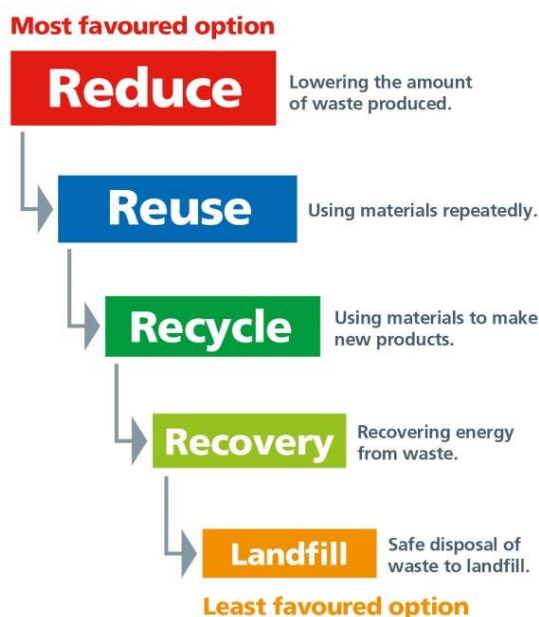 Most favoured option
Reduce
Lowering the amount
of waste produced.
Reuse
Using materials repeatedly.
Recycle
Using materials to make
new products.
Recovery
Recovering energy
from waste.
Landfill
Safe disposal of
waste to landfill.
Least favoured option